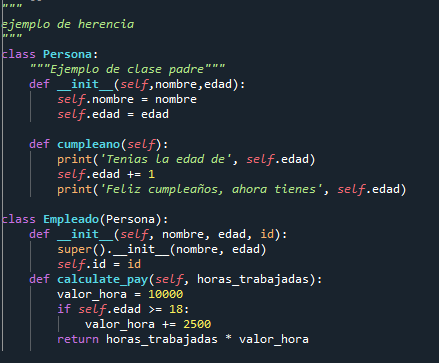 """
ejemplo de herencia
"""
class Persona:
    """Ejemplo de clase padre"""
    def __init__(self,nombre,edad):
        self.nombre = nombre
        self.edad = edad

    def cumpleano(self):
        print('Tenias la edad de', self.edad)
        self.edad += 1
        print('Feliz cumpleaños, ahora tienes', self.edad)

class Empleado(Persona):
    def __init__(self, nombre, edad, id):
        super().__init__(nombre, edad)
        self.id = id
    def calculate_pay(self, horas_trabajadas):
        valor_hora = 10000
        if self.edad >= 18:
            valor_hora += 2500
        return horas_trabajadas * valor_hora